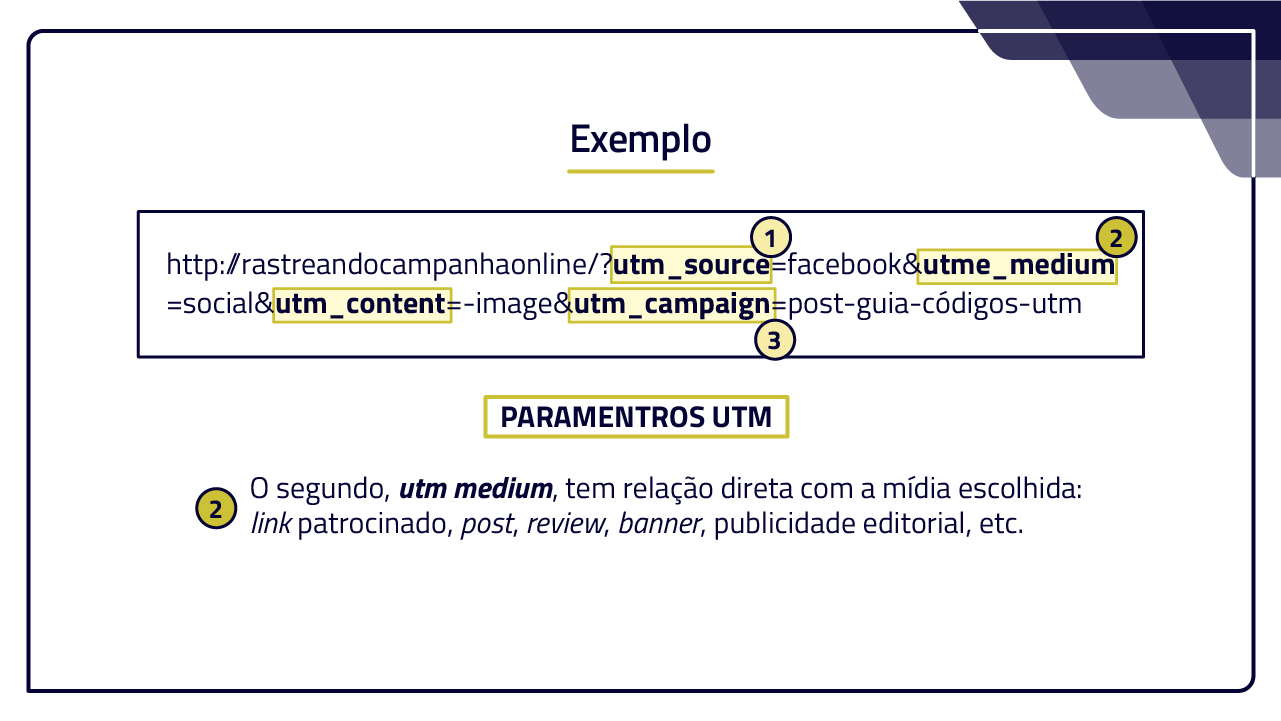 Exemplo
1
2
http://rastreandocampanhaonline/?utm_source=facebook&utme_medium
=social&utm_content=-image&utm_campaign=post-guia-códigos-utm
3
PARAMENTROS UTM
2
O segundo, utm medium, tem relação direta com a mídia escolhida:
link patrocinado, post, review, banner, publicidade editorial, etc.